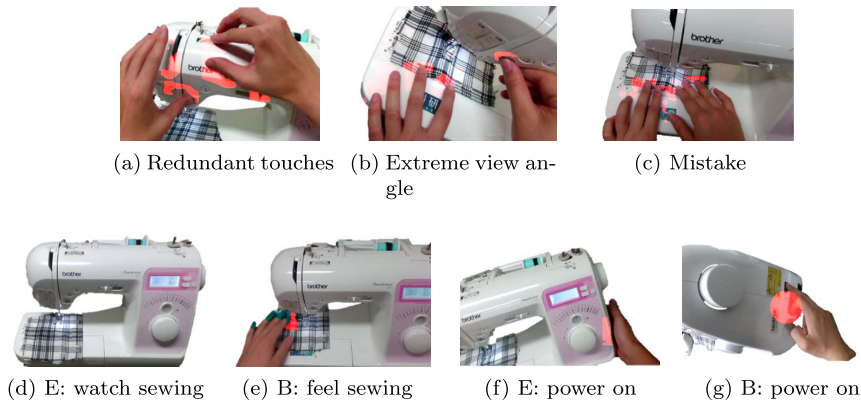 brother
brother
(a) Redundant touches
(b) Extreme view an-
gle
(c) Mistake
brother
brother
brother
(d) E: watch sewing
(e) B: feel sewing
(f) E: power on
(g) B: power on